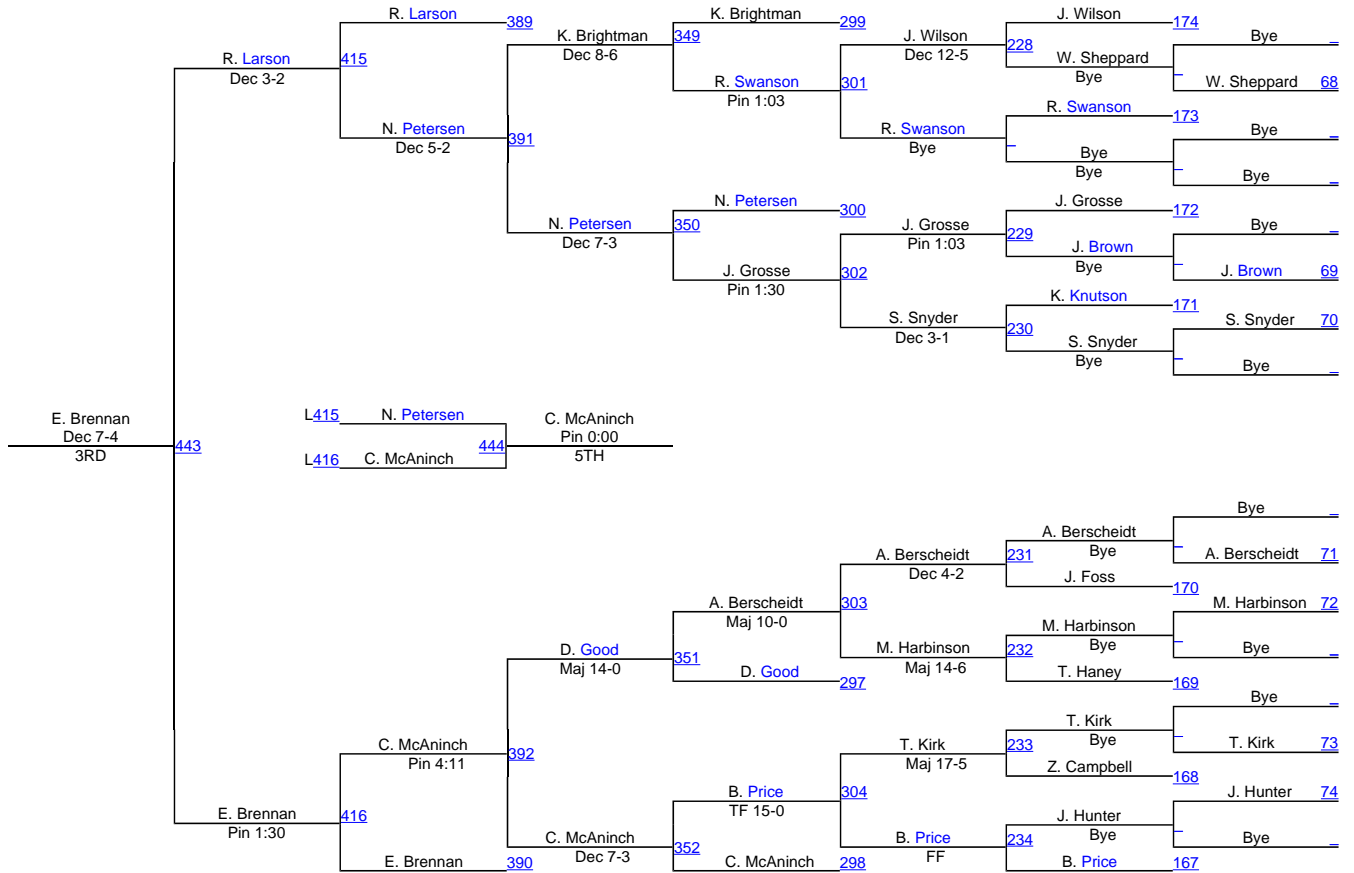 R. Larson 389
K. Brightman 299
J. Wilson 174
K. Brightman 349
J. Wilson
Bye _
Dec 8-6
Dec 12-5 228
R. Larson 415
W. Sheppard
Dec 3-2
Bye _
R. Swanson 301
W. Sheppard 68
Pin 1:03
R. Swanson 173
N. Petersen
R. Swanson
Bye _
Dec 5-2 391
Bye _
Bye
Bye _
Bye _
N. Petersen 300
J. Grosse 172
N. Petersen 350
J. Grosse
Bye _
Dec 7-3
Pin 1:03 229
J. Brown
J. Grosse 302
Bye _
J. Brown 69
Pin 1:30
K. Knutson 171
S. Snyder
S. Snyder 70
Dec 3-1 230
S. Snyder
Bye _
Bye _
E. Brennan
L415 N. Petersen
C. McAninch
Dec 7-4
Pin 0:00
3RD 443
444
5TH
L416 C. McAninch
Bye _
A. Berscheidt
A. Berscheidt 231
Bye _
A. Berscheidt 71
Dec 4-2
J. Foss 170
A. Berscheidt 303
M. Harbinson 72
Maj 10-0
M. Harbinson
D. Good 351
M. Harbinson 232
Bye _
Bye _
Maj 14-0
Maj 14-6
D. Good 297
T. Haney 169
Bye _
T. Kirk
C. McAninch 392
T. Kirk 233
Bye _
T. Kirk 73
Pin 4:11
Maj 17-5
Z. Campbell 168
B. Price 304
J. Hunter 74
TF 15-0
E. Brennan 416
J. Hunter
Pin 1:30
C. McAninch 352
B. Price 234
Bye _
Bye _
Dec 7-3
FF
E. Brennan 390
C. McAninch 298
B. Price 167